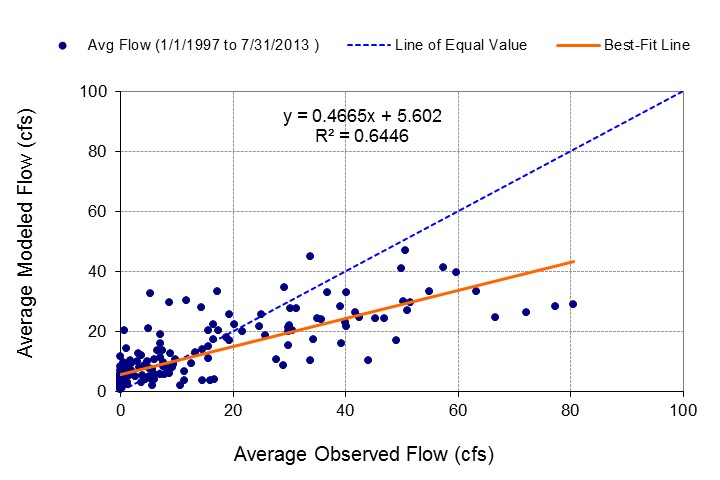 Avg Flow (1/1/1997 to 7/31/2013 ) Line of Equal Value Best-Fit Line
100
y = 0.4665x + 5.602
R² = 0.6446
80
60
40
20
0
Average Modeled Flow (cfs)
0 20 40 60 80 100
Average Observed Flow (cfs)